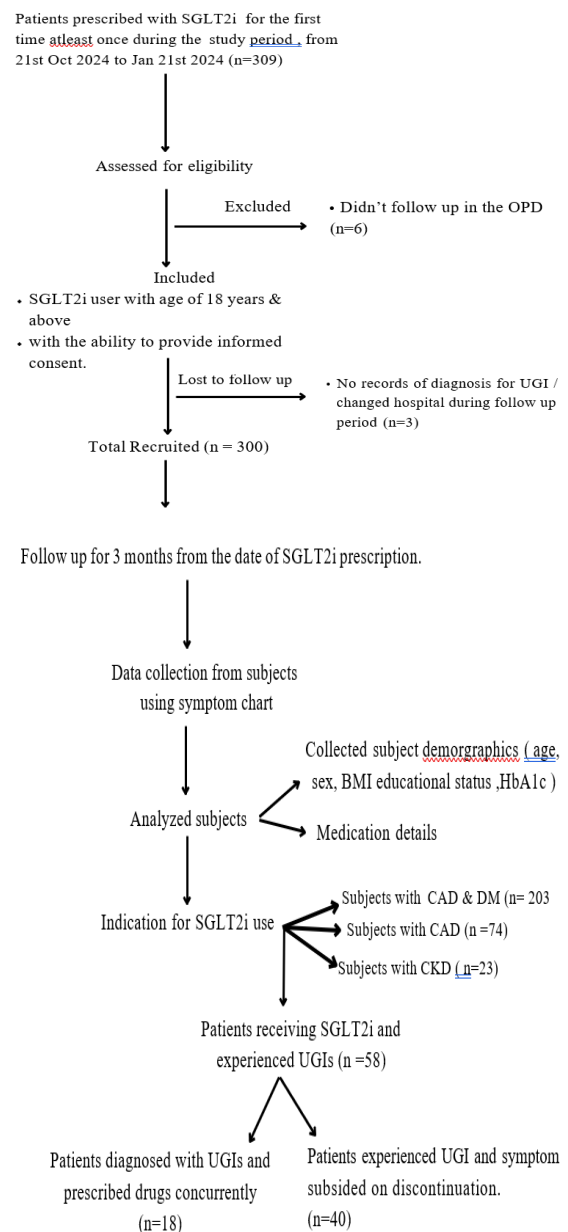 Patients prescribed with SGLT2i for the first
time atleast once during the study period , from
21st Oct 2024 to Jan 21st 2024 (n=309)
Assessed for eligibility
Excluded
• Didn’t follow up in the OPD
(n=6)
Included
• SGLT2i user with age of 18 years &
above
• with the ability to provide informed
consent.
Lost to follow up
• No records of diagnosis for UGI /
changed hospital during follow up
period (n=3)
Total Recruited (n = 300)
Follow up for 3 months from the date of SGLT2i prescription.
Data collection from subjects
using symptom chart
Collected subject demorgraphics ( age,
sex, BMI educational status ,HbA1c )
Analyzed subjects
Medication details
Subjects with CAD & DM (n= 203
Indication for SGLT2i use
Subjects with CAD (n =74)
Subjects with CKD ( n=23)
Patients receiving SGLT2i and
experienced UGIs (n =58)
Patients diagnosed with UGIs and
prescribed drugs concurrently
(n=18)
Patients experienced UGI and symptom
subsided on discontinuation.
(n=40)